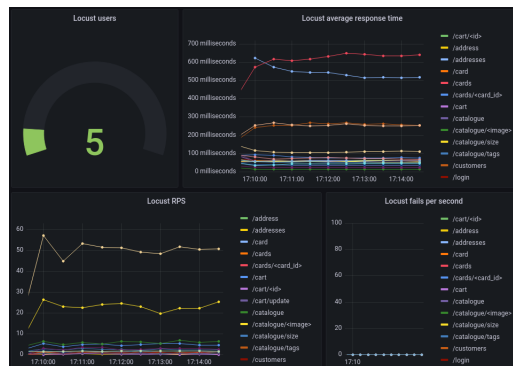 Locust users
5
Locust average response time
700 milliseconds
600 milliseconds
500 milliseconds
400 milliseconds
300 milliseconds
200 milliseconds
100 milliseconds
0 milliseconds
17:10:00 17:11:00 17:12:00 17:13:00 17:14:00
/cart/<id>
/address
/addresses
/card
/cards
/cards/<card_id>
/cart
/catalogue
/catalogue/<image>
/catalogue/size
/catalogue/tags
/customers
/login
Locust RPS
60
50
40
30
20
10
0
17:10:00 17:11:00 17:12:00 17:13:00 17:14:00
/address
/addresses
/card
/cards
/cards/<card_id>
/cart
/cart/<id>
/cart/update
/catalogue
/catalogue/<image>
/catalogue/size
/catalogue/tags
/customers
Locust fails per second
100
80
60
40
20
0
17:10
/cart/<id>
/address
/addresses
/card
/cards
/cards/<card_id>
/cart
/catalogue
/catalogue/<image>
/catalogue/size
/catalogue/tags
/customers
/login